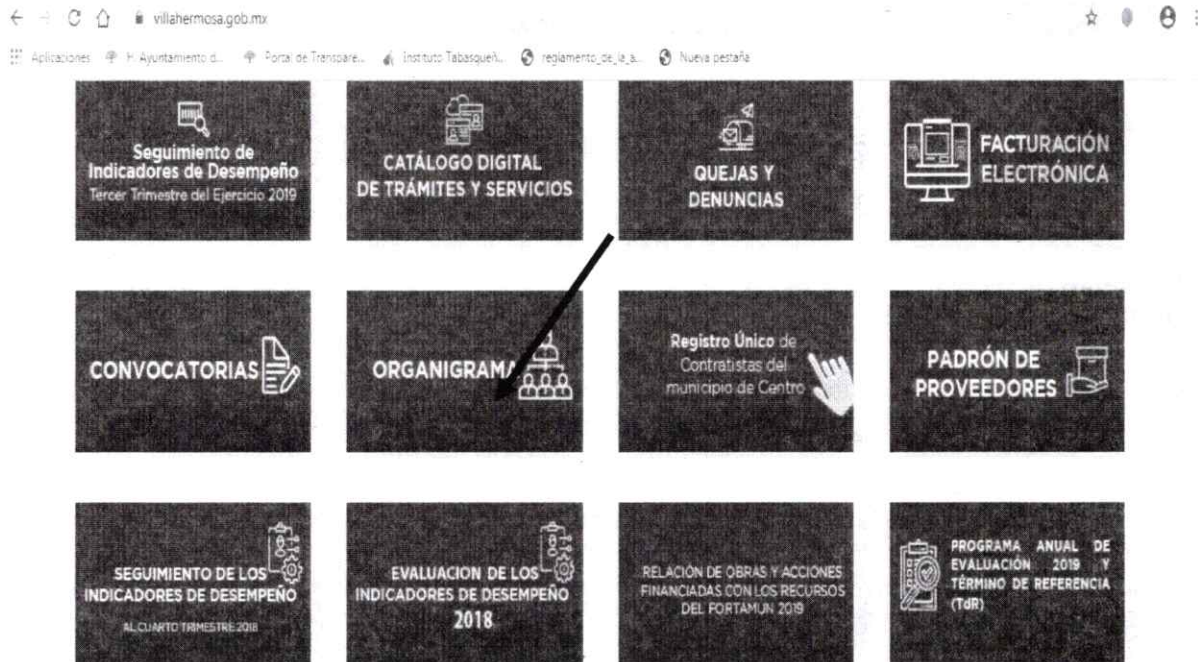 villahermosa.gob.mx
Aplicaciones H. Ayuntamiento d... Portal de Transpare... Instituto Tabasqueñ... reglamento_de_la_a... Nueva pestaña
Seguimiento de
Indicadores de Desempeño
Tercer Trimestre del Ejercicio 2019
CATÁLOGO DIGITAL
DE TRÁMITES Y SERVICIOS
QUEJAS Y
DENUNCIAS
FACTURACIÓN
ELECTRÓNICA
CONVOCATORIAS
ORGANIGRAMA
Registro Único de
Contratistas del
municipio de Centro
PADRÓN DE
PROVEEDORES
SEGUIMIENTO DE LOS
INDICADORES DE DESEMPEÑO
AL CUARTO TRIMESTRE 2018
EVALUACION DE LOS
INDICADORES DE DESEMPEÑO
2018
RELACIÓN DE OBRAS Y ACCIONES
FINANCIADAS CON LOS RECURSOS
DEL FORTAMUN 2019
PROGRAMA ANUAL DE
EVALUACIÓN 2019 Y
TÉRMINO DE REFERENCIA
(TdR)